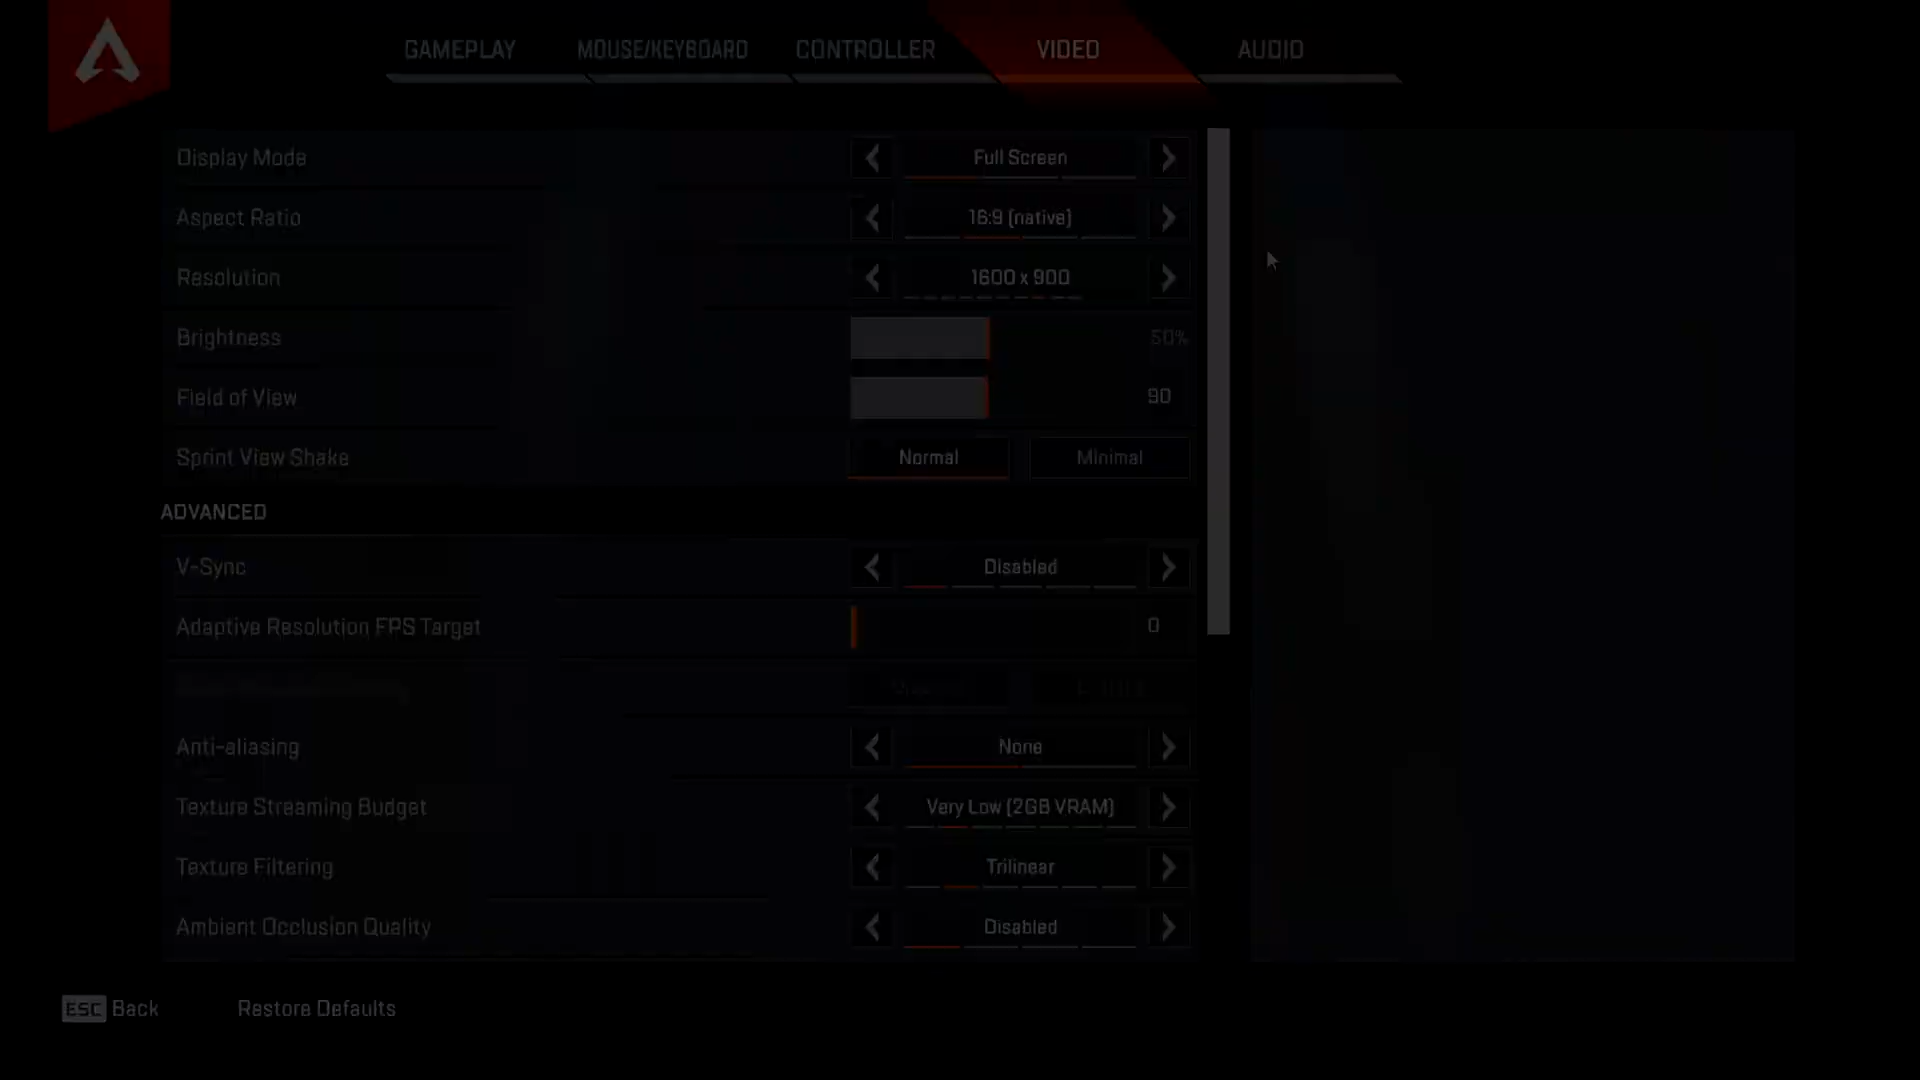 GAMEPLAY MOUSE/KEYBOARD CONTROLLER VIDEO AUDIO
Display Mode Full Screen
Aspect Ratio 16:9 (native)
Resolution 1600 x 900
Brightness 50%
Field of View 90
Sprint View Shake Normal Minimal
ADVANCED
V-Sync Disabled
Adaptive Resolution FPS Target 0
Anti-aliasing None
Texture Streaming Budget Very Low (2GB VRAM)
Texture Filtering Trilinear
Ambient Occlusion Quality Disabled
ESC Back Restore Defaults